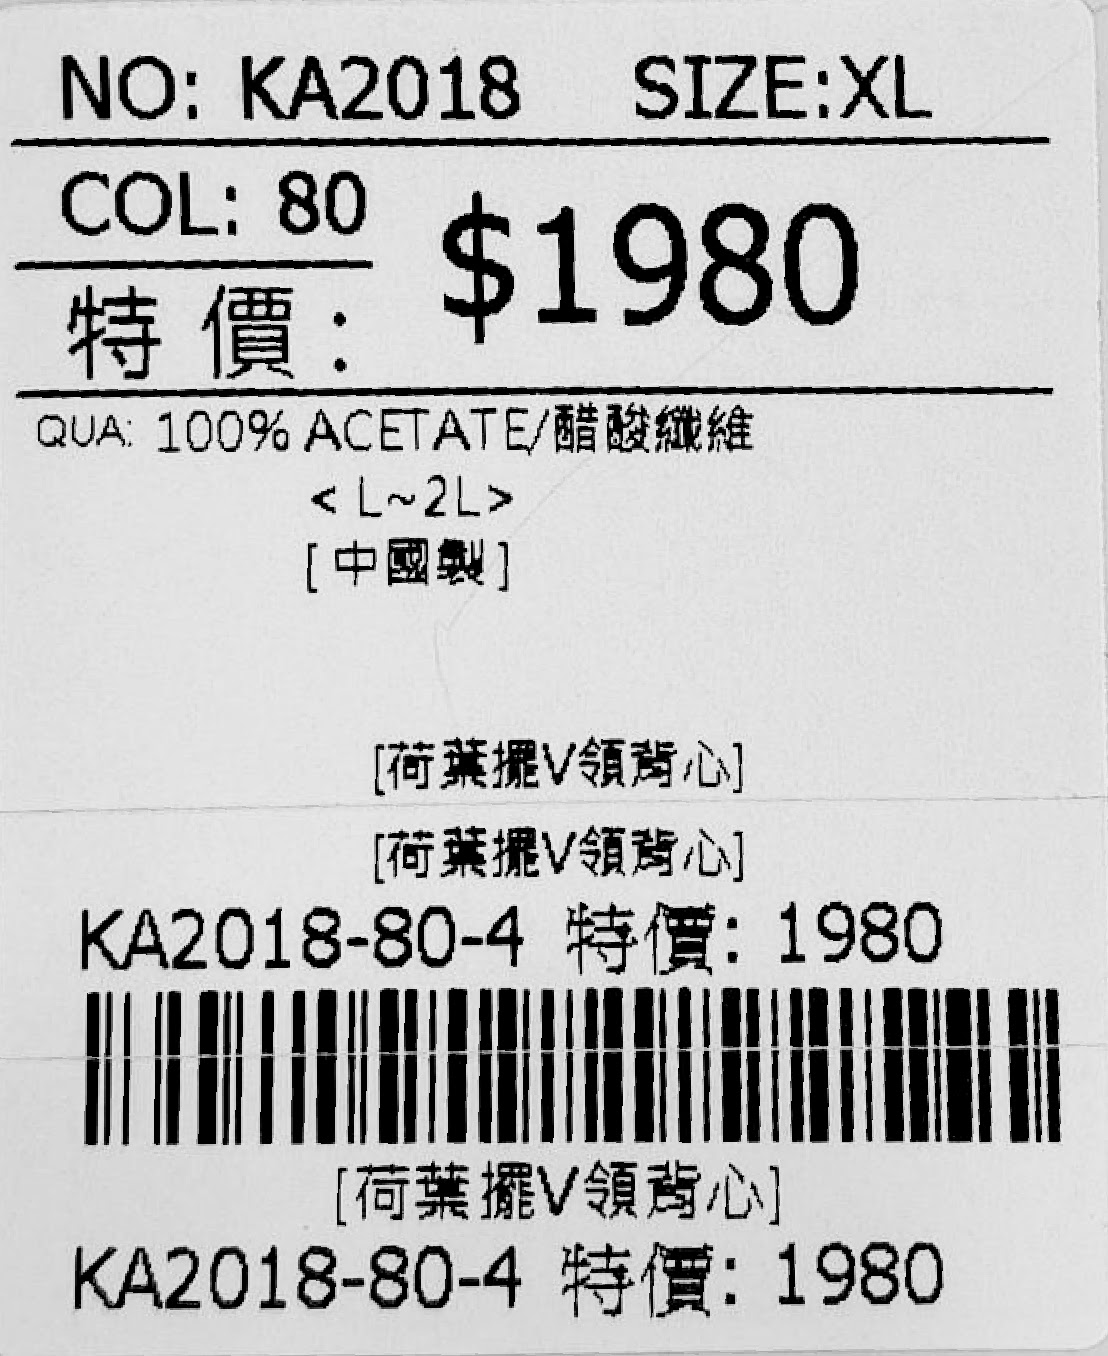 NO: KA2018 SIZE:XL
COL: 80
$1980
特價:
QUA: 100% ACETATE/醋酸纖維
< L~2L>
[中國製]
[荷葉擺V領背心]
[荷葉擺V領背心]
KA2018-80-4 特價: 1980
[荷葉擺V領背心]
KA2018-80-4 特價: 1980